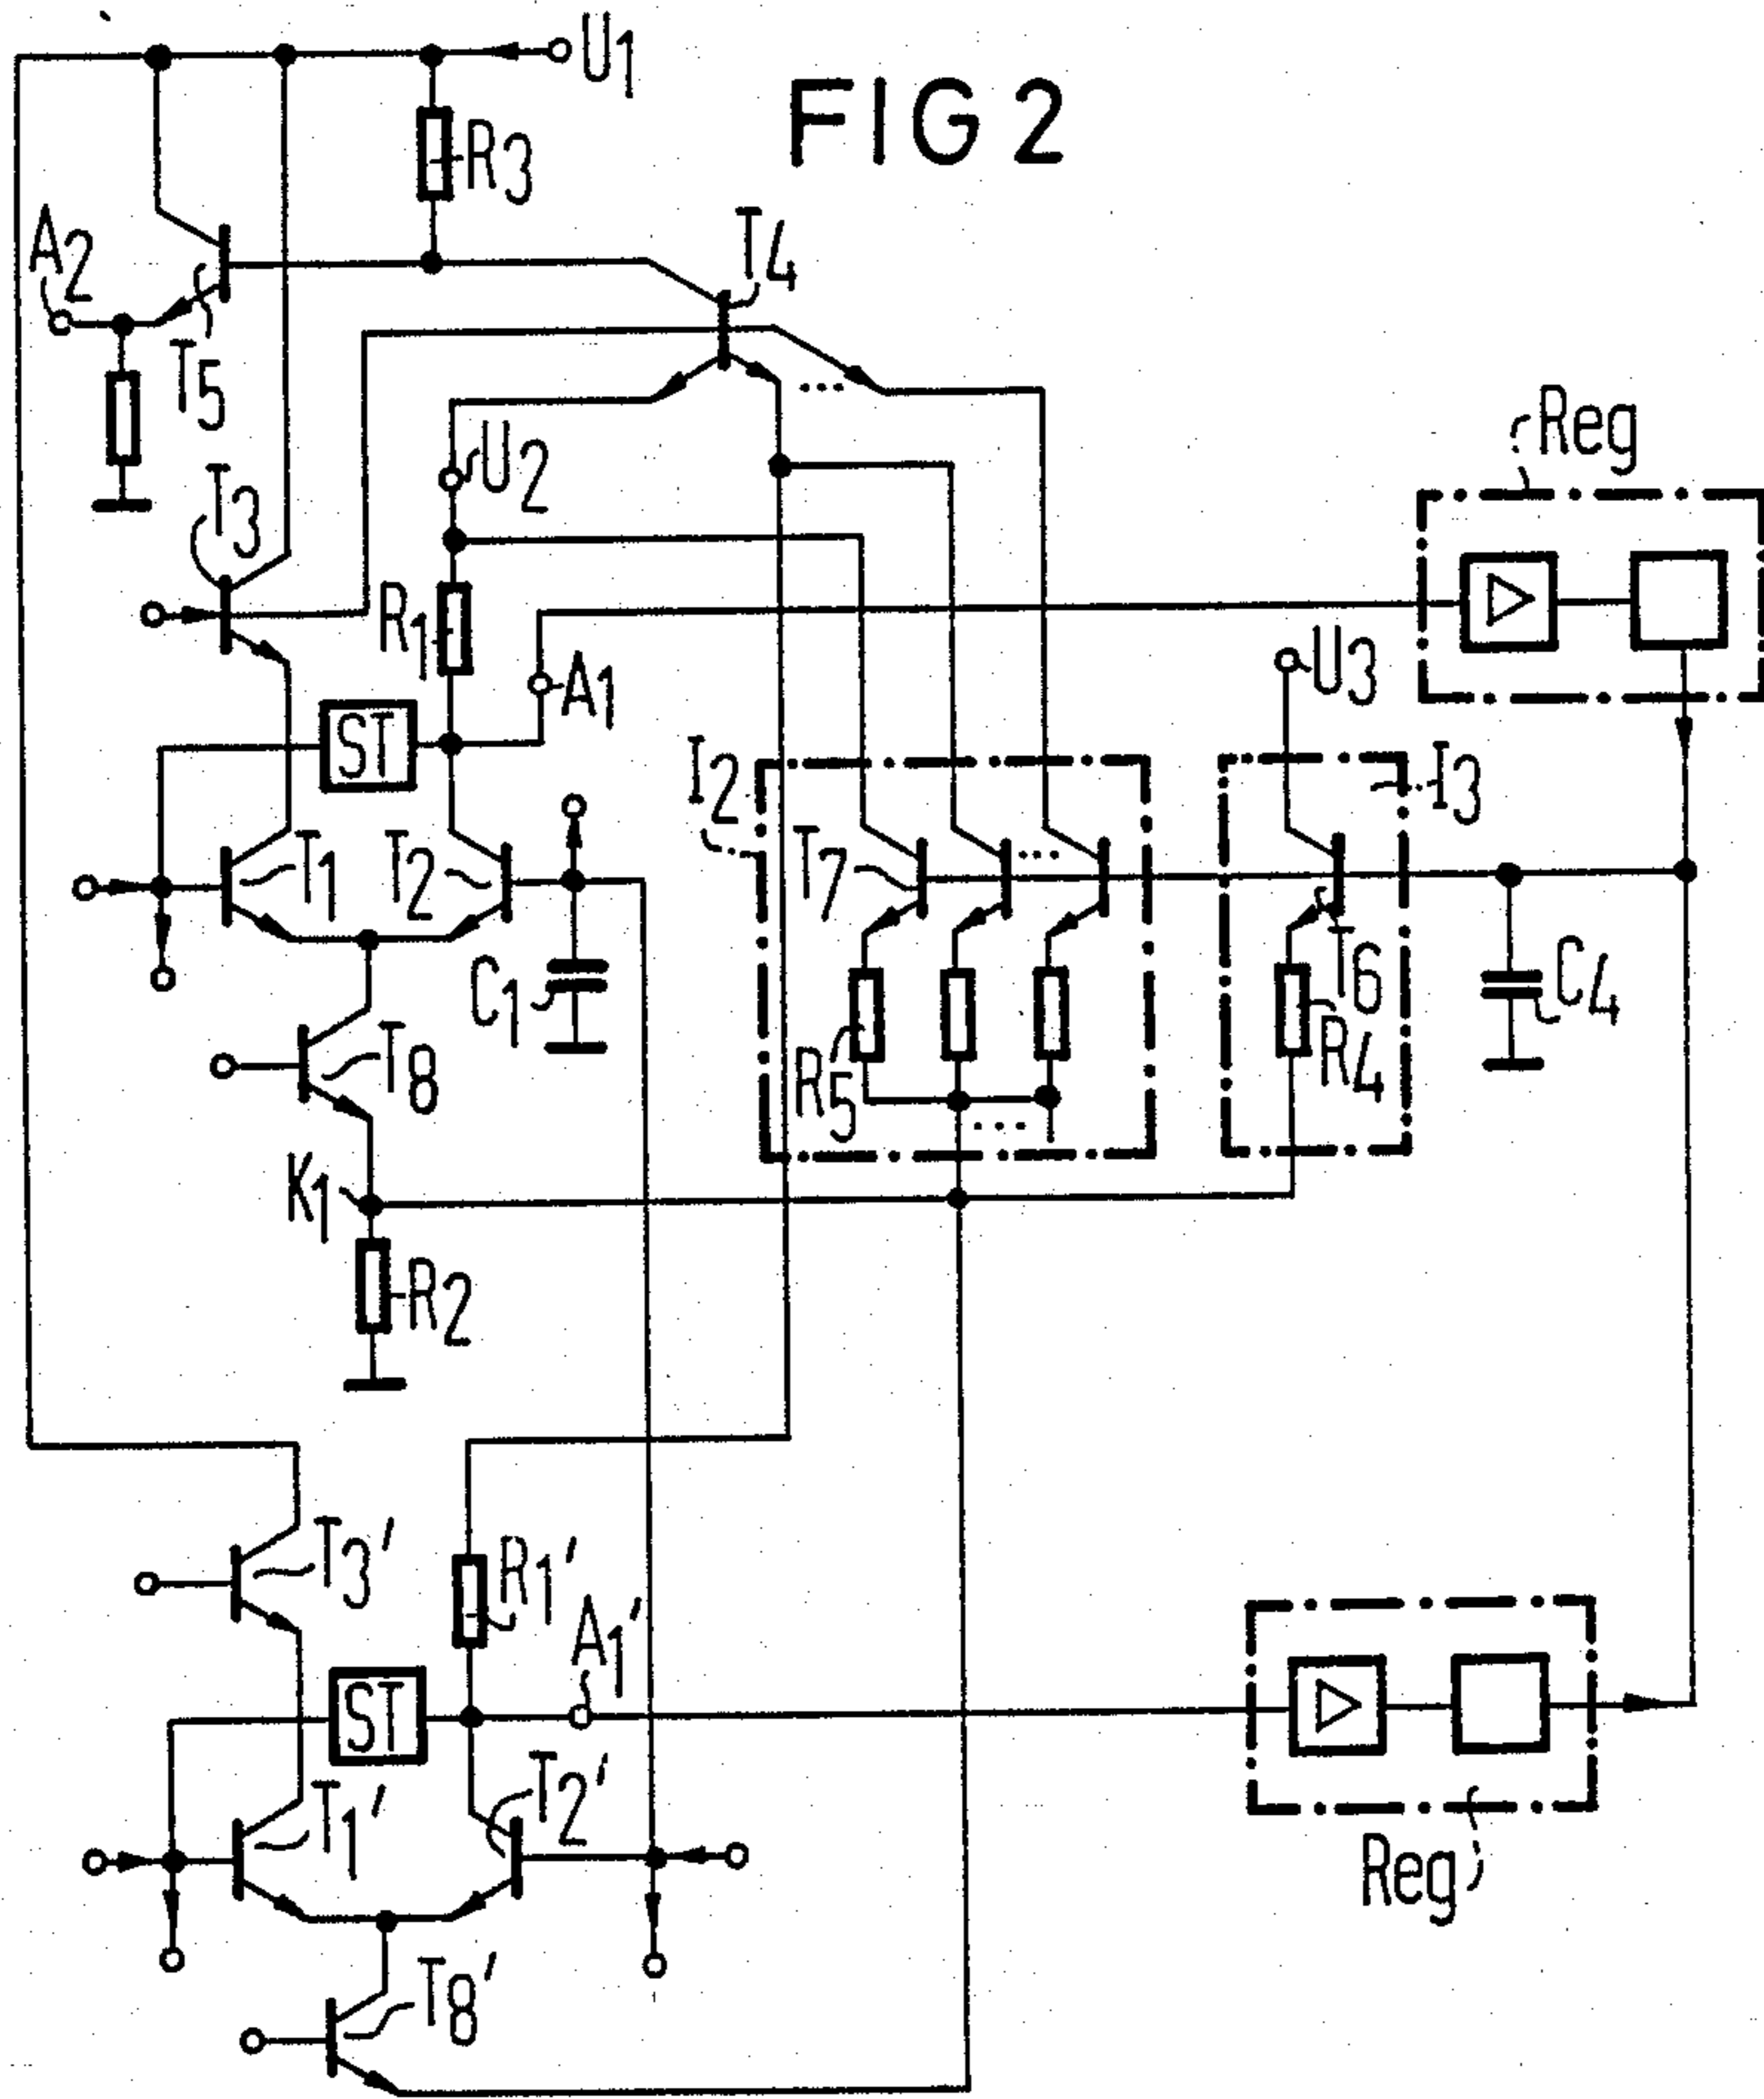 U1
FIG 2
R3
A2
T4
T5
Reg
U2
T3
R1
A1
U3
ST
I2
I3
T1
T2
T7
C1
T6
C4
T8
R5
R4
K1
R2
T3'
R1'
A1'
ST
T2'
T1'
Reg
T8'